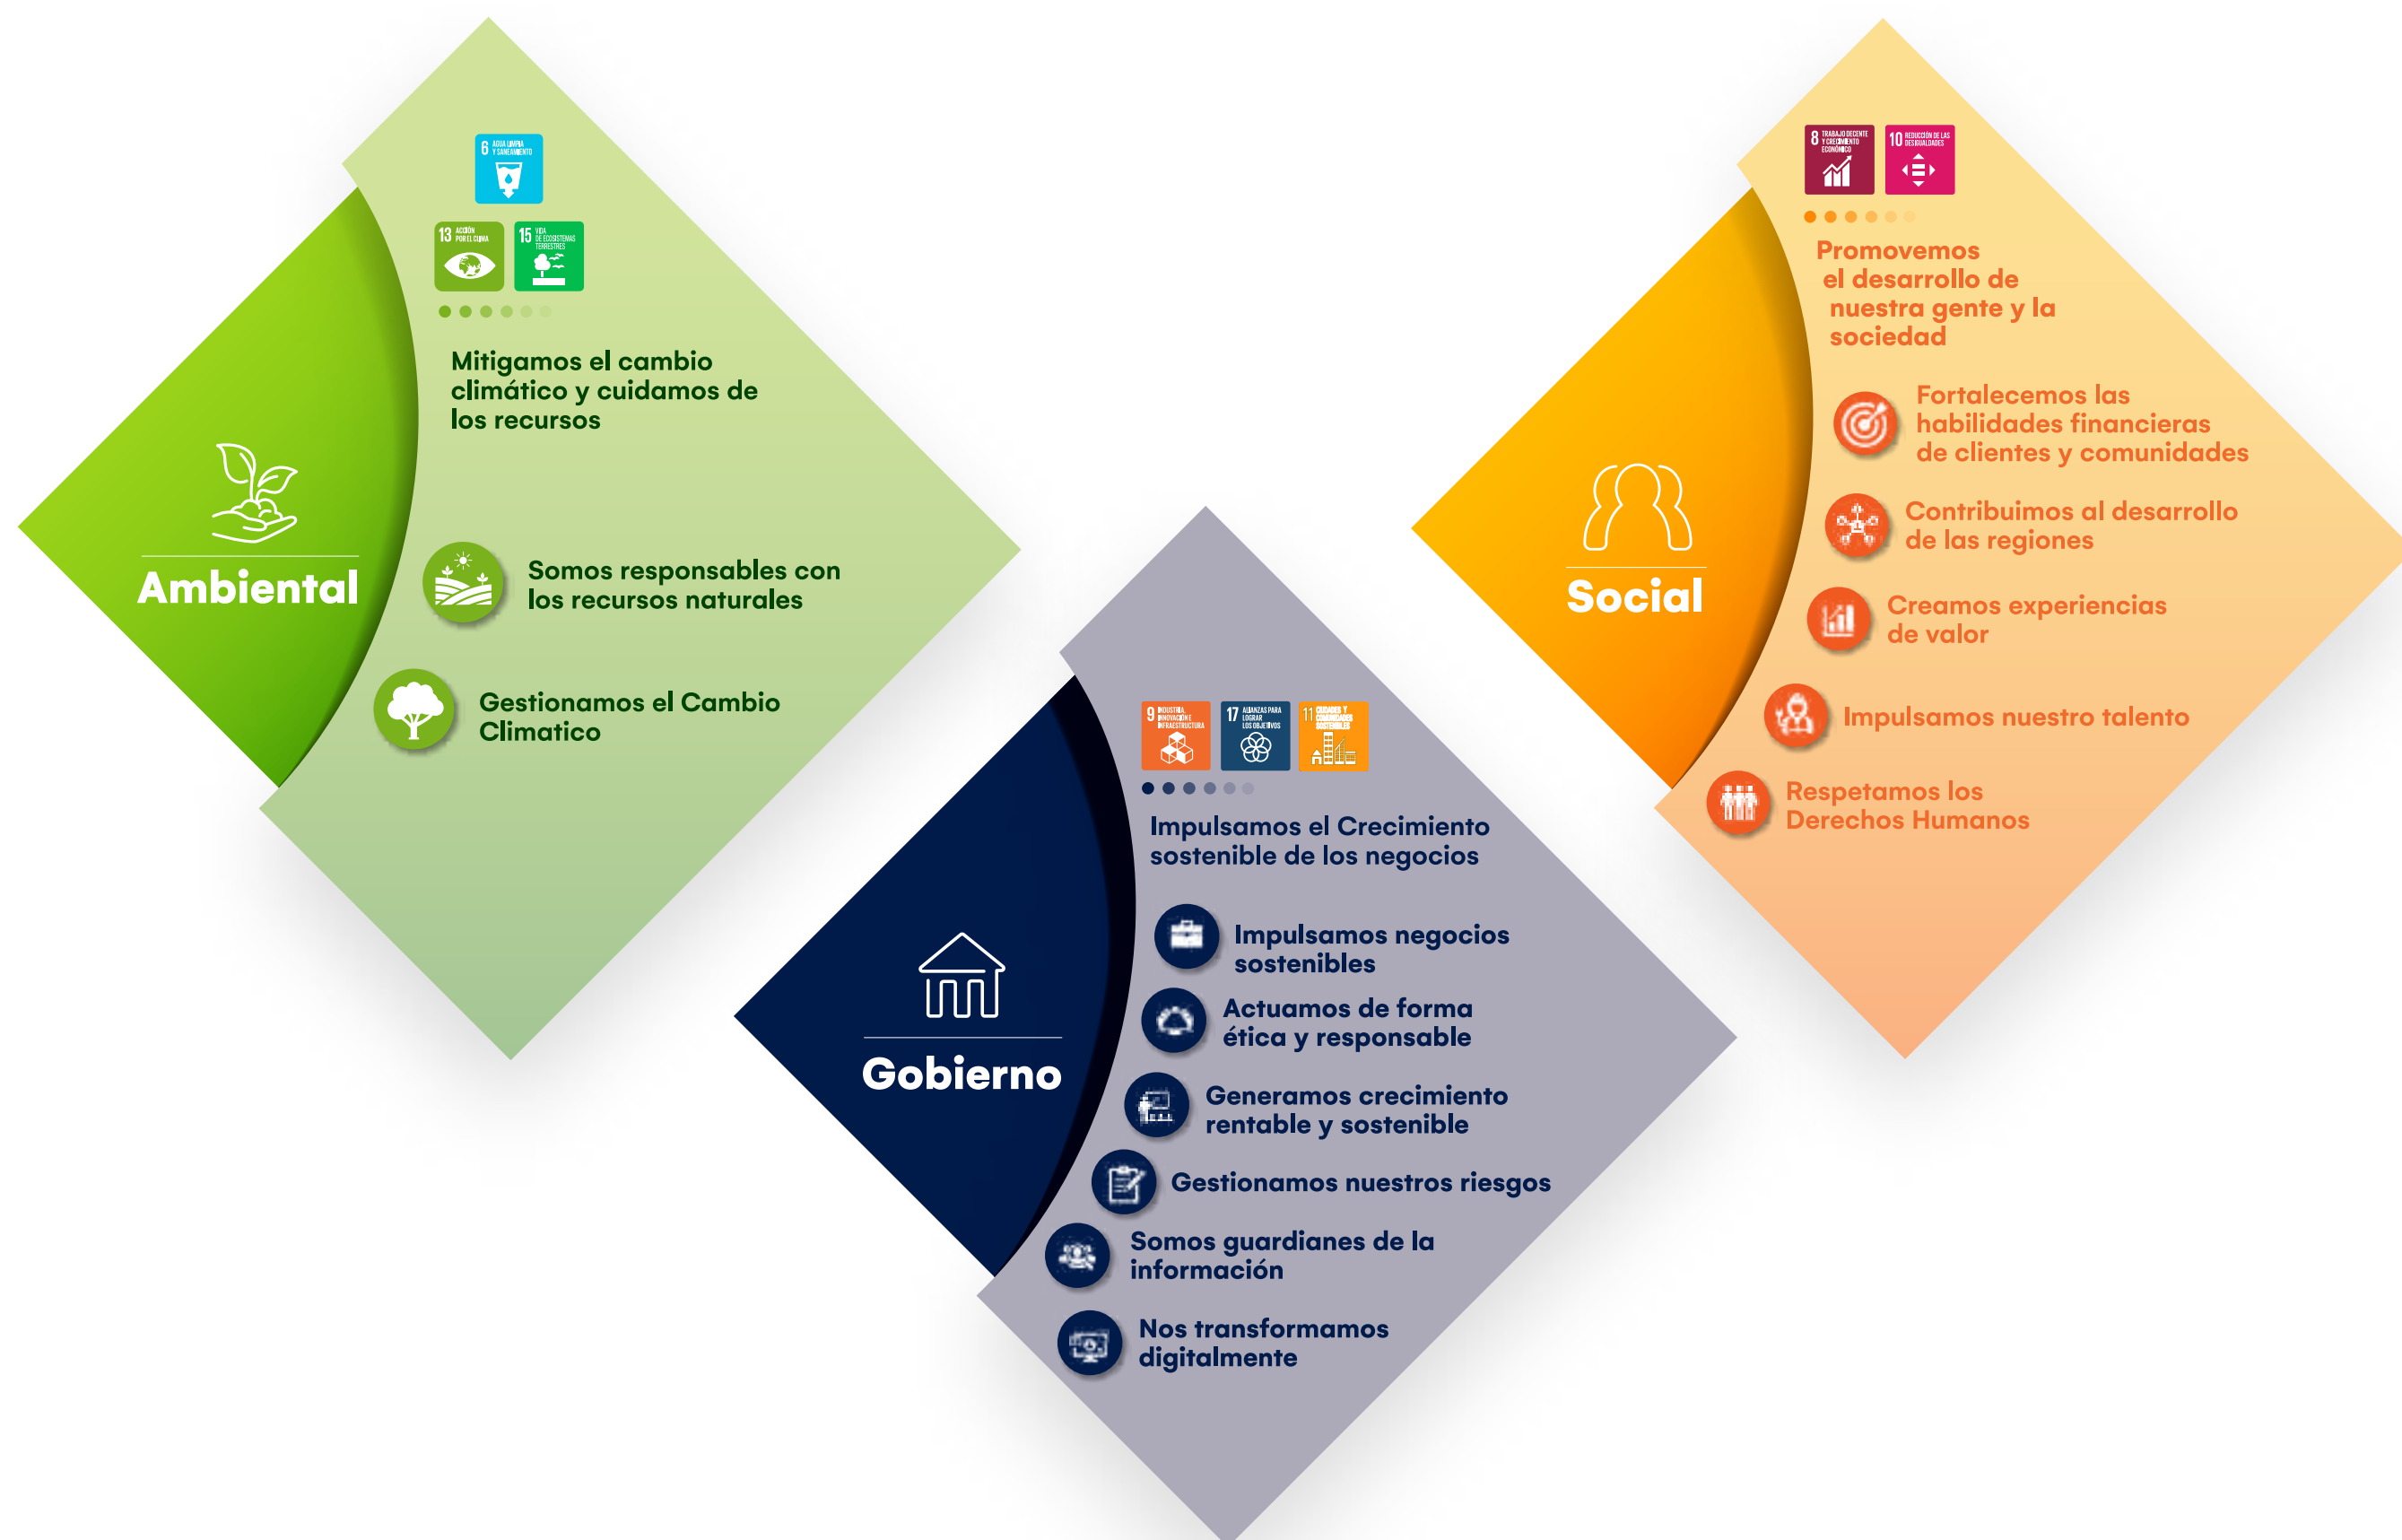 6 AGUA LIMPIA
Y SANEAMIENTO
13 ACCIÓN
POR EL CLIMA
15 VIDA
DE ECOSISTEMAS
TERRESTRES
Mitigamos el cambio
climático y cuidamos de
los recursos
Ambiental
Somos responsables con
los recursos naturales
Gestionamos el Cambio
Climatico
9 INDUSTRIA,
INNOVACIÓN E
INFRAESTRUCTURA
17 ALIANZAS PARA
LOGRAR
LOS OBJETIVOS
11 CIUDADES Y
COMUNIDADES
SOSTENIBLES
Impulsamos el Crecimiento
sostenible de los negocios
Gobierno
Impulsamos negocios
sostenibles
Actuamos de forma
ética y responsable
Generamos crecimiento
rentable y sostenible
Gestionamos nuestros riesgos
Somos guardianes de la
información
Nos transformamos
digitalmente
8 TRABAJO DECENTE
Y CRECIMIENTO
ECONÓMICO
10 REDUCCIÓN DE LAS
DESIGUALDADES
Promovemos
el desarrollo de
nuestra gente y la
sociedad
Social
Fortalecemos las
habilidades financieras
de clientes y comunidades
Contribuimos al desarrollo
de las regiones
Creamos experiencias
de valor
Impulsamos nuestro talento
Respetamos los
Derechos Humanos